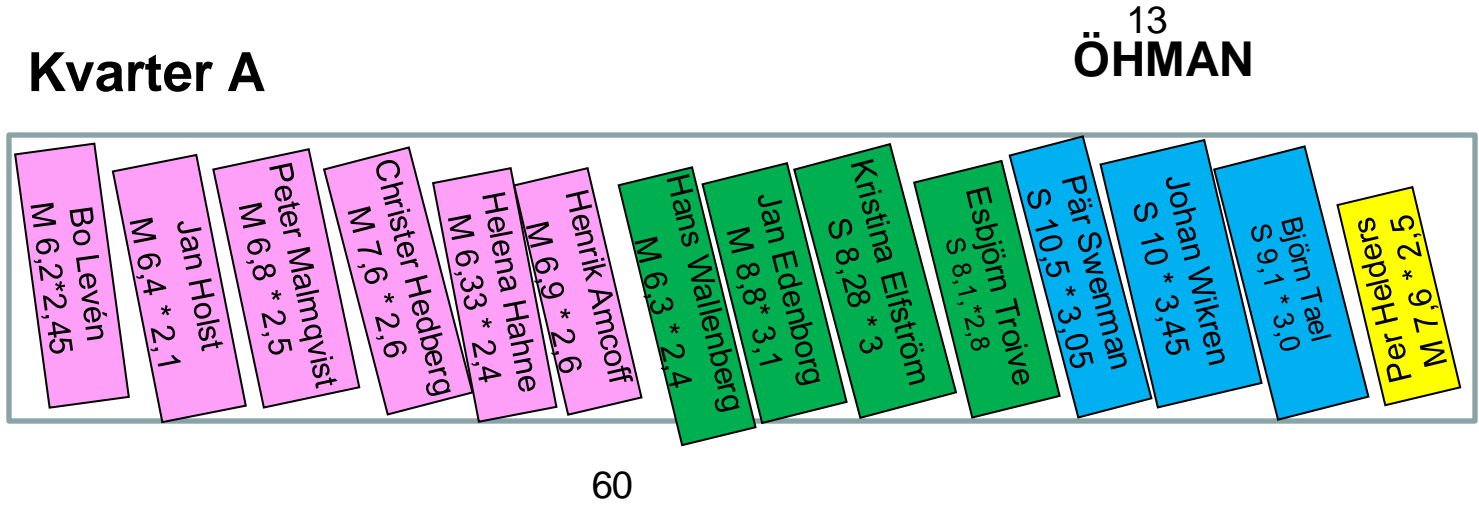 13
ÖHMAN
Kvarter A
Bo Levén
M 6,2*2,45
Jan Holst
M 6,4 * 2,1
Peter Malmqvist
M 6,8 * 2,5
Christer Hedberg
M 7,6 * 2,6
Helena Hahne
M 6,33 * 2,4
Henrik Amcoff
M 6,9 * 2,6
Hans Wallenberg
M 6,3 * 2,4
Jan Edenborg
M 8,8* 3,1
Kristina Elfström
S 8,28 * 3
Esbjörn Troive
S 8,1,*2,8
Pär Swenman
S 10,5 * 3,05
Johan Wikren
S 10 * 3,45
Björn Tael
S 9,1 * 3,0
Per Helders
M 7,6 * 2,5
60